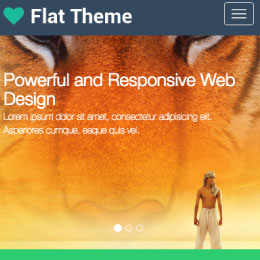 Flat Theme
Powerful and Responsive Web
Design
Lorem ipsum dolor sit amet, consectetur adipisicing elit.
Asperiores cumque, eaque quis vel.